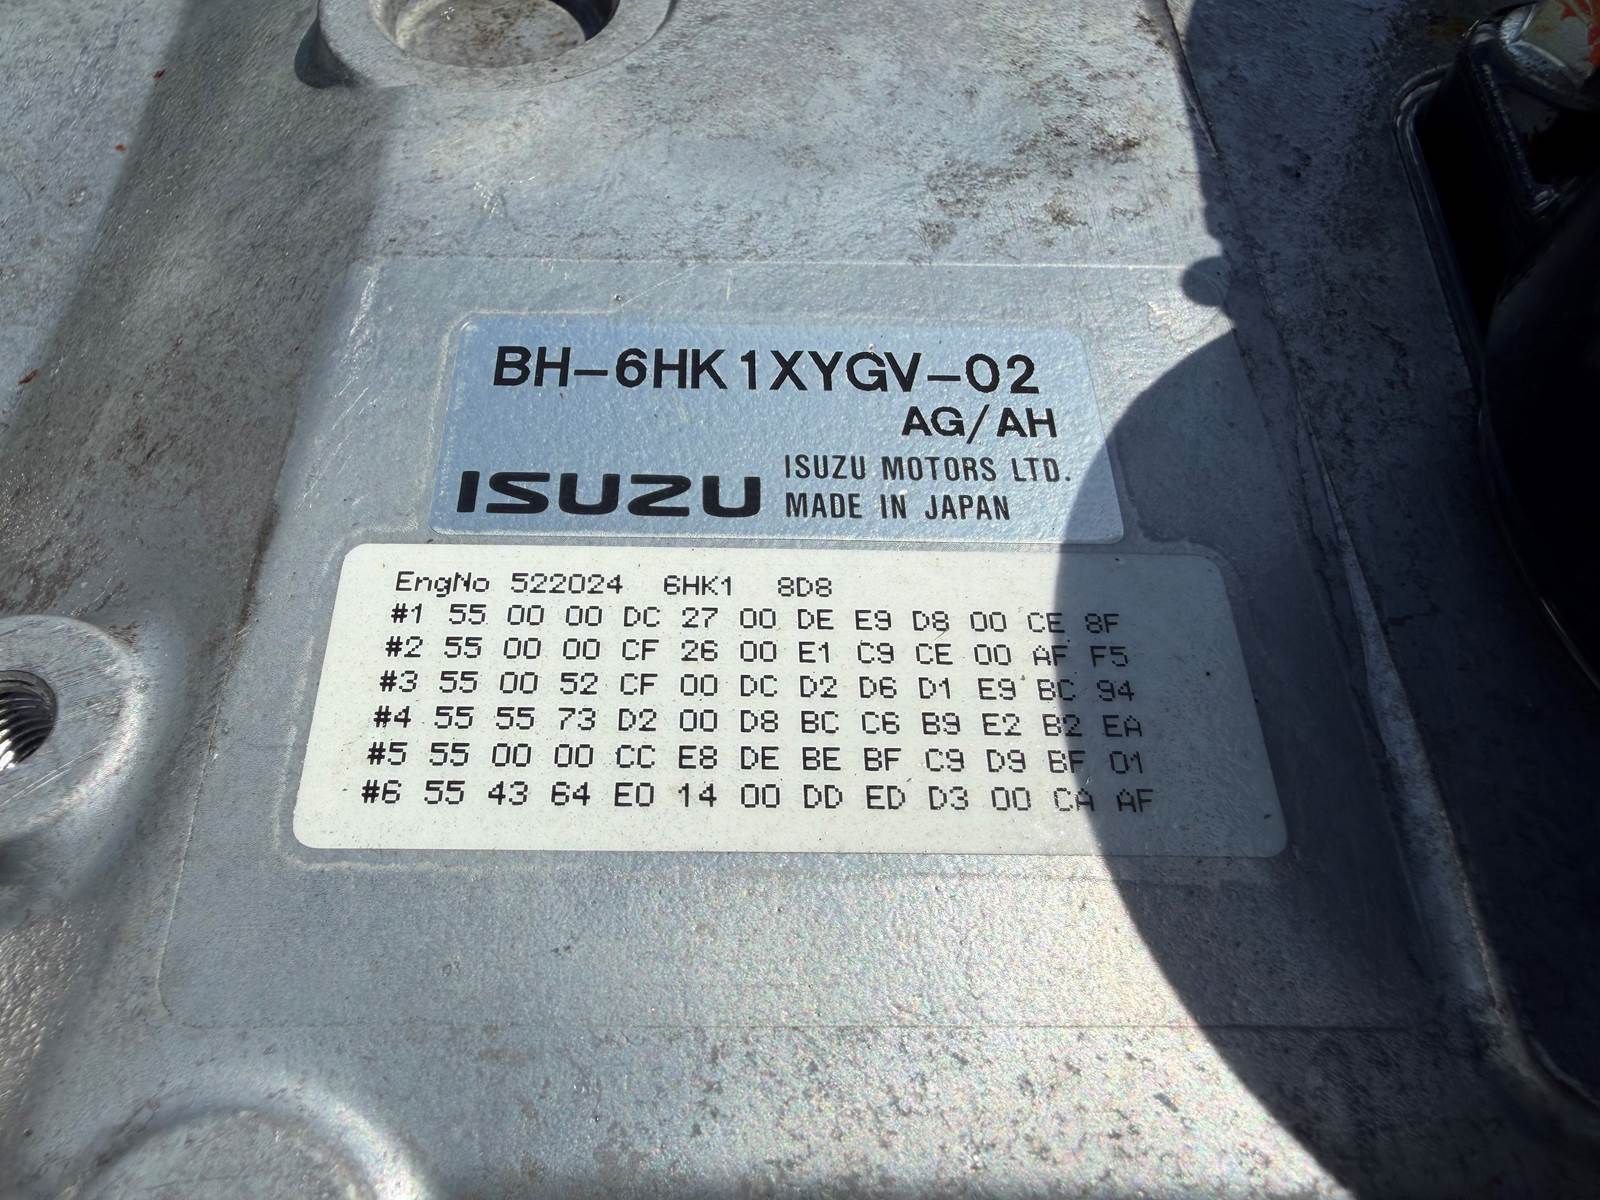 BH-6HK1XYGV-02
AG/AH
ISUZU
ISUZU MOTORS LTD.
MADE IN JAPAN
EngNo 522024 6HK1 8D8
#1 55 00 00 DC 27 00 DE E9 D8 00 CE 8F
#2 55 00 00 CF 26 00 E1 C9 CE 00 AF F5
#3 55 00 52 CF 00 DC D2 D6 D1 E9 BC 94
#4 55 55 73 D2 00 D8 BC C6 B9 E2 B2 EA
#5 55 00 00 CC E8 DE BE BF C9 D9 BF 01
#6 55 43 64 E0 14 00 DD ED D3 00 CA AF